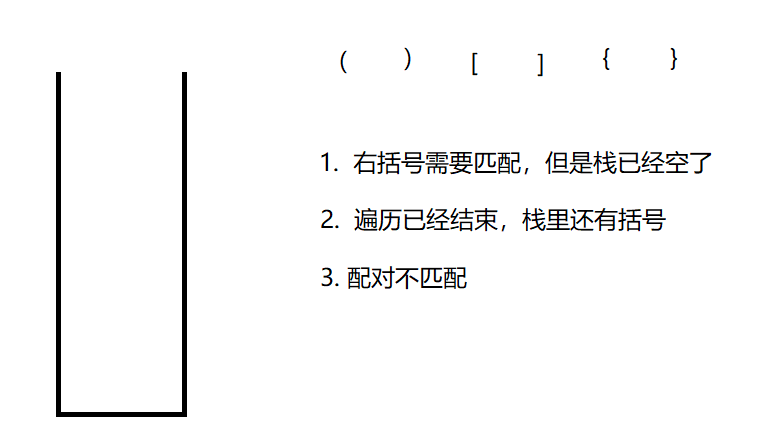 ( ) [ ] { }
1. 右括号需要匹配，但是栈已经空了
2. 遍历已经结束，栈里还有括号
3. 配对不匹配